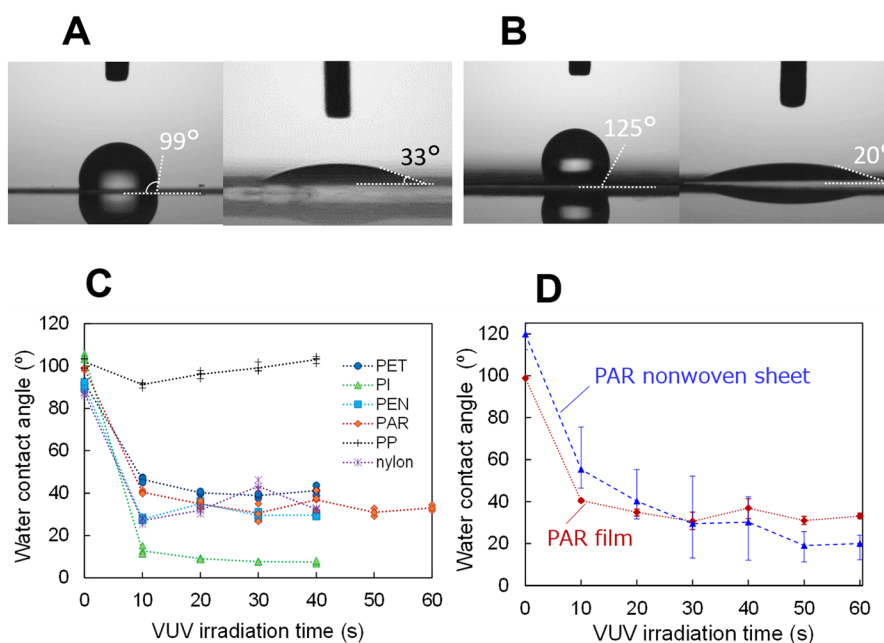 A
B
99°
33°
125°
20°
C
D
Water contact angle (º)
120
100
80
60
40
20
0
0 10 20 30 40 50 60
VUV irradiation time (s)
PET
PI
PEN
PAR
PP
nylon
Water contact angle (º)
120
100
80
60
40
20
0
0 10 20 30 40 50 60
VUV irradiation time (s)
PAR nonwoven sheet
PAR film